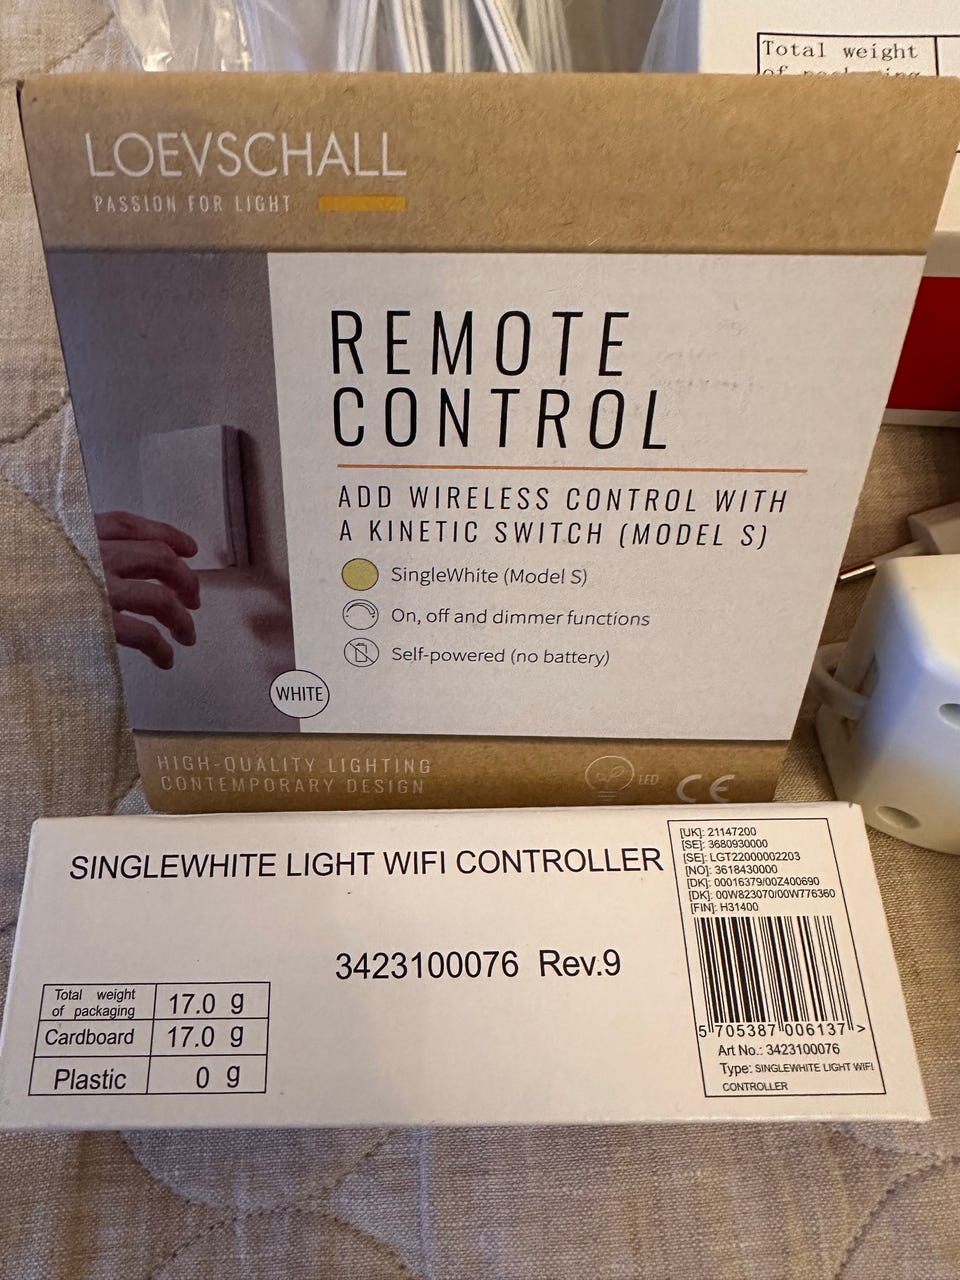 Total weight
of packaging
LOEVSCHALL
PASSION FOR LIGHT
REMOTE
CONTROL
ADD WIRELESS CONTROL WITH
A KINETIC SWITCH (MODEL S)
SingleWhite (Model S)
On, off and dimmer functions
Self-powered (no battery)
WHITE
HIGH-QUALITY LIGHTING
CONTEMPORARY DESIGN
LED
CE
SINGLEWHITE LIGHT WIFI CONTROLLER
3423100076 Rev.9
Total weight
of packaging
17.0 g
Cardboard
17.0 g
Plastic
0 g
[UK]: 21147200
[SE]: 3680930000
[SE]: LGT22000002203
[NO]: 3618430000
[DK]: 00016379/00Z400690
[DK]: 00W823070/00W776360
[FIN]: H31400
5 705387 006137 >
Art No.: 3423100076
Type: SINGLEWHITE LIGHT WIFI
CONTROLLER